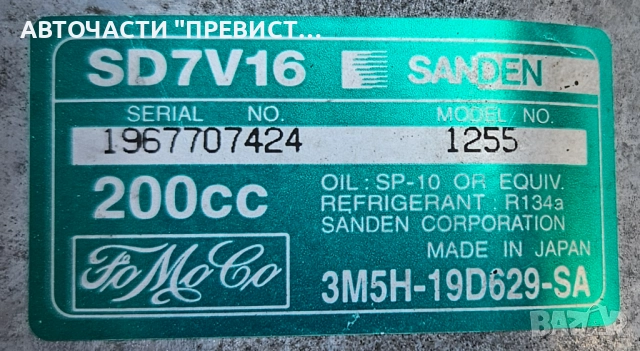 АВТОЧАСТИ "ПРЕВИСТ...
SD7V16 SANDEN
SERIAL NO. MODEL NO.
1967707424 1255
200cc
OIL : SP-10 OR EQUIV.
REFRIGERANT : R134a
SANDEN CORPORATION
MADE IN JAPAN
FoMoCo
3M5H-19D629-SA
BAZAR